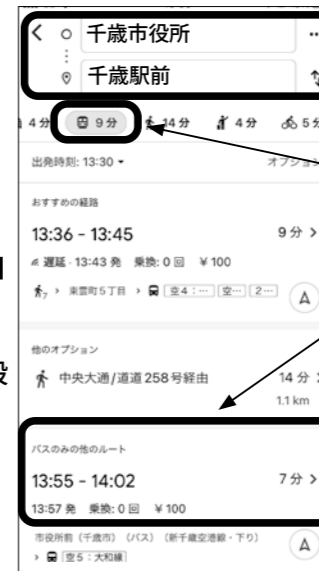 千歳市役所
千歳駅前
4分 9分 14分 4分 5分
出発時刻: 13:30 オプション
おすすめの経路
13:36 - 13:45 9分
遅延 · 13:43 発 乗換: 0回 ¥100
7 東雲町5丁目 空4:… 空… 2…
他のオプション
中央大通/道道258号経由 14分
1.1 km
バスのみの他のルート
13:55 - 14:02 7分
13:57 発 乗換: 0回 ¥100
市役所前(千歳市)(バス)(新千歳空港線・下り)
空5:大和線